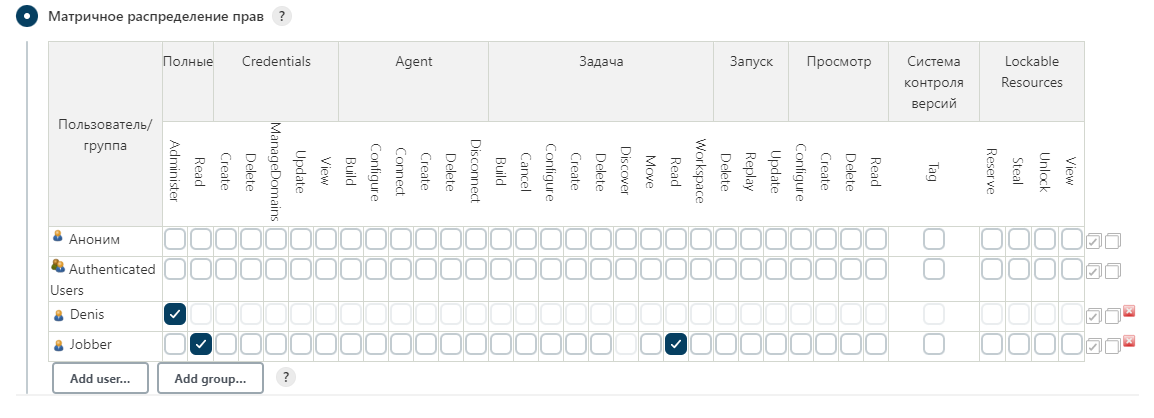 Матричное распределение прав ?
Полные Credentials Agent Задача Запуск Просмотр Система Lockable
контроля Resources
версий
Пользователь/
группа
Administer Read Create Delete ManageDomains Update View Build Configure Connect Create Delete Disconnect Build Cancel Configure Create Delete Discover Move Read Workspace Delete Replay Update Configure Create Delete Read Tag Reserve Steal Unlock View
Аноним
Authenticated
Users
Denis
Jobber
Add user... Add group... ?